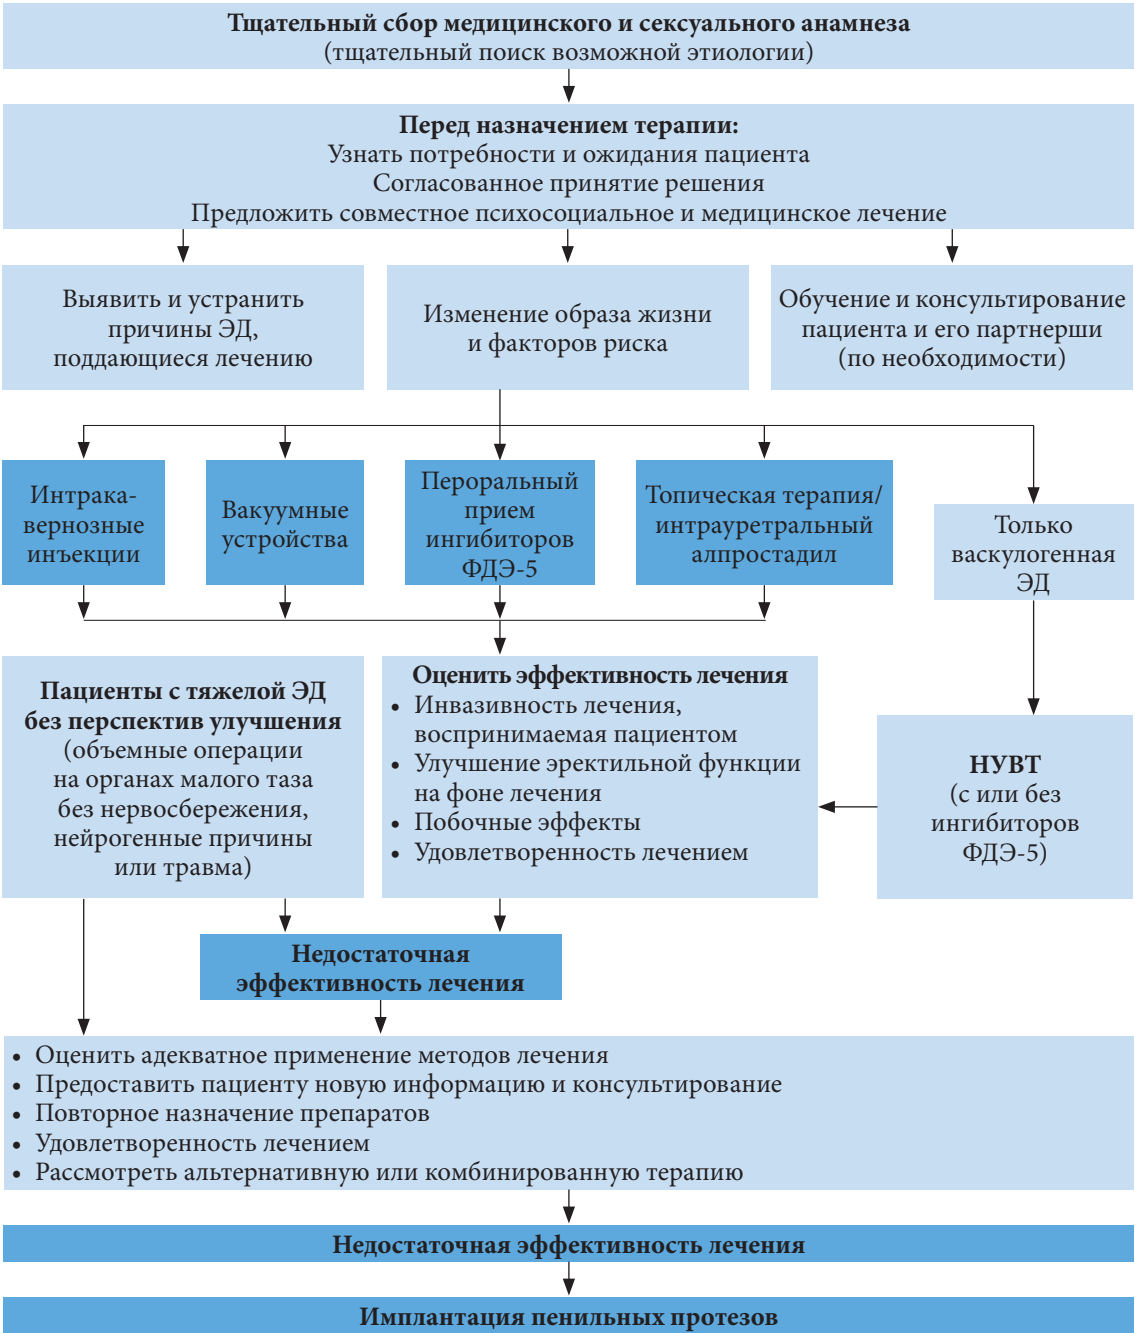 Тщательный сбор медицинского и сексуального анамнеза
(тщательный поиск возможной этиологии)
Перед назначением терапии:
Узнать потребности и ожидания пациента
Согласованное принятие решения
Предложить совместное психосоциальное и медицинское лечение
Выявить и устранить
причины ЭД,
поддающиеся лечению
Изменение образа жизни
и факторов риска
Обучение и консультирование
пациента и его партнерши
(по необходимости)
Интрака-
вернозные
инъекции
Вакуумные
устройства
Пероральный
прием
ингибиторов
ФДЭ-5
Топическая терапия/
интрауретральный
алпростадил
Только
васкулогенная
ЭД
Пациенты с тяжелой ЭД
без перспектив улучшения
(объемные операции
на органах малого таза
без нервосбережения,
нейрогенные причины
или травма)
Оценить эффективность лечения
• Инвазивность лечения,
воспринимаемая пациентом
• Улучшение эректильной функции
на фоне лечения
• Побочные эффекты
• Удовлетворенность лечением
НУВТ
(с или без
ингибиторов
ФДЭ-5)
Недостаточная
эффективность лечения
• Оценить адекватное применение методов лечения
• Предоставить пациенту новую информацию и консультирование
• Повторное назначение препаратов
• Удовлетворенность лечением
• Рассмотреть альтернативную или комбинированную терапию
Недостаточная эффективность лечения
Имплантация пенильных протезов